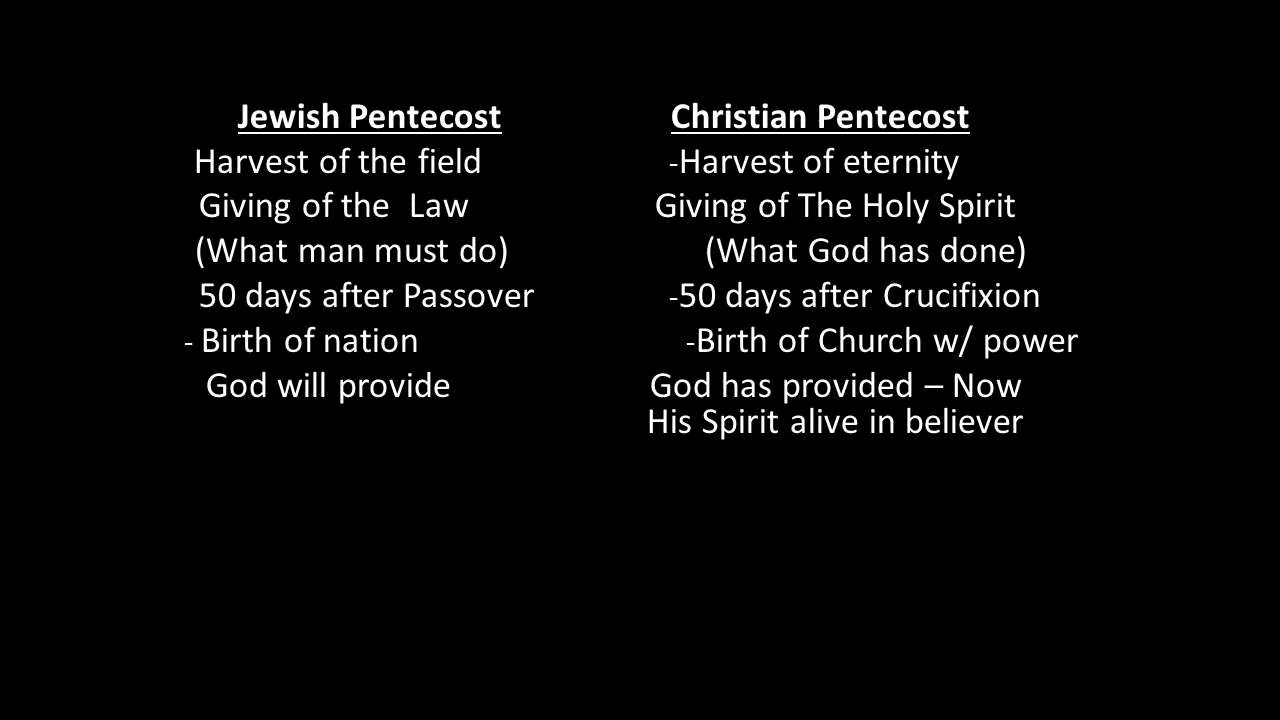 Jewish Pentecost
Harvest of the field
Giving of the Law
(What man must do)
50 days after Passover
- Birth of nation
God will provide
Christian Pentecost
-Harvest of eternity
Giving of The Holy Spirit
(What God has done)
-50 days after Crucifixion
-Birth of Church w/ power
God has provided – Now
His Spirit alive in believer